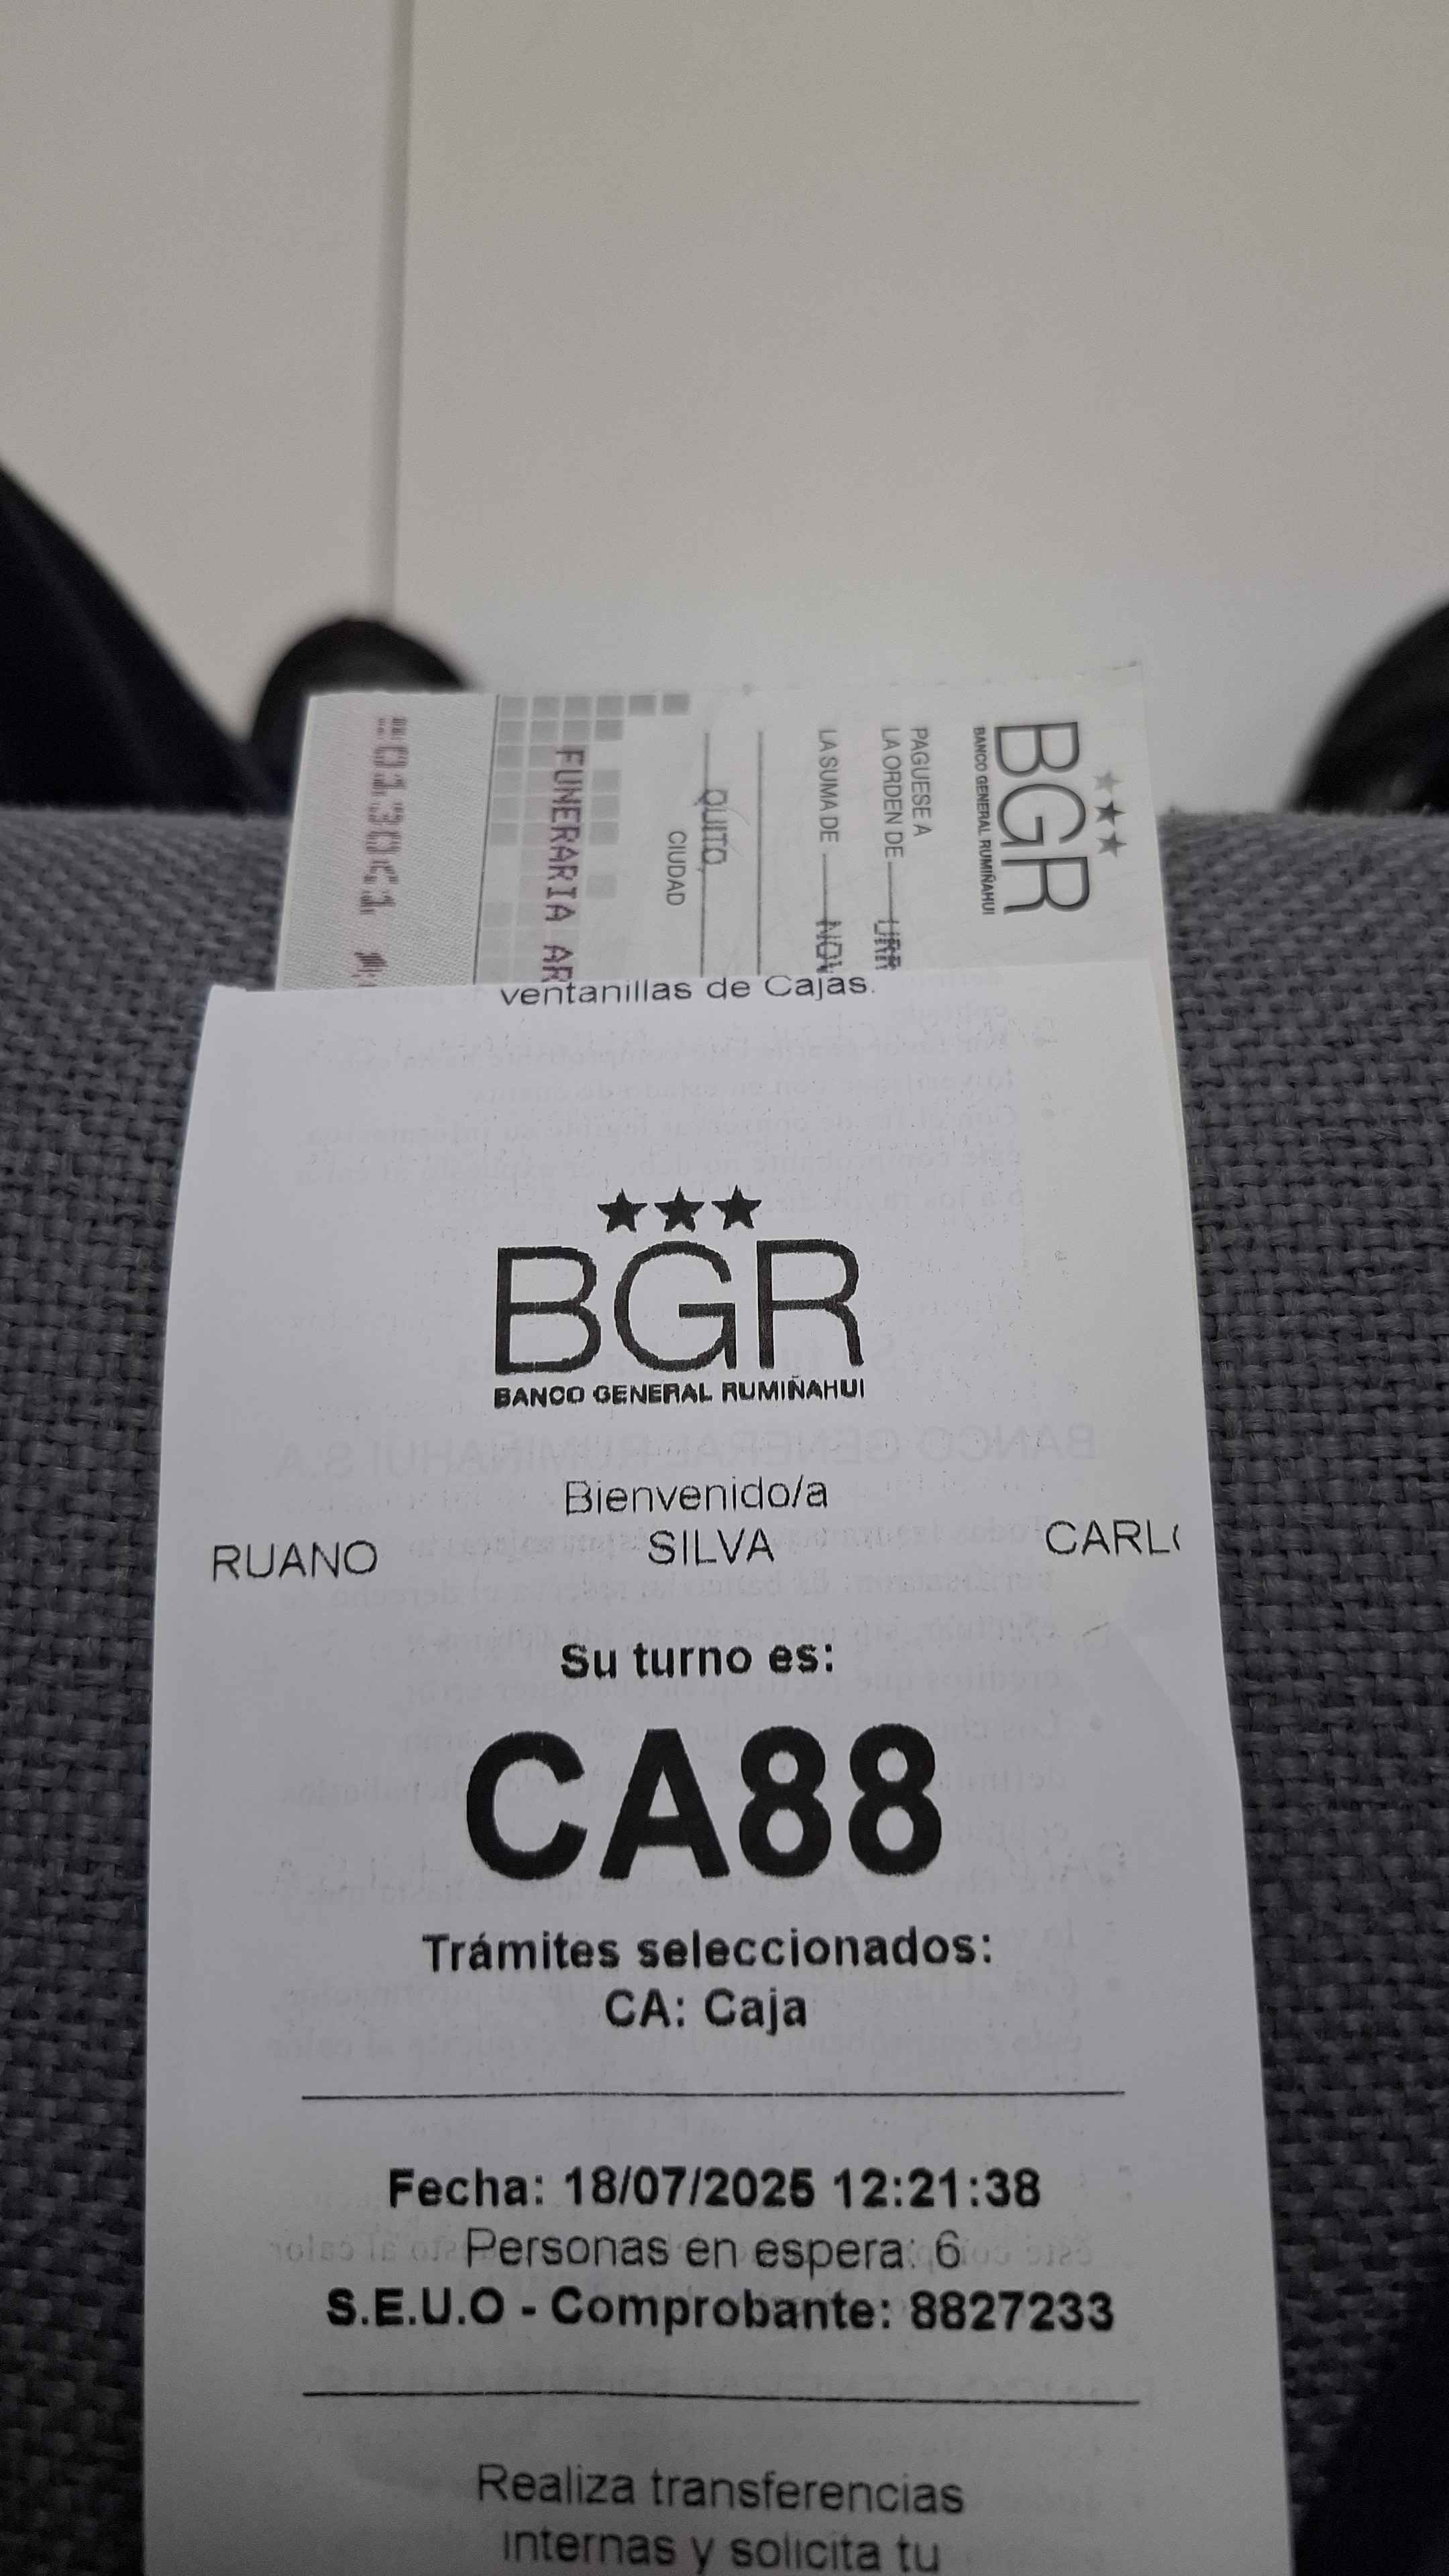 BGR
BANCO GENERAL RUMIÑAHUI
PAGUESE A
LA ORDEN DE
LA SUMA DE
QUITO,
CIUDAD
FUNERARIA AR
ventanillas de Cajas.
BGR
BANCO GENERAL RUMIÑAHUI
Bienvenido/a
RUANO SILVA CARL
Su turno es:
CA88
Trámites seleccionados:
CA: Caja
Fecha: 18/07/2025 12:21:38
Personas en espera: 6
S.E.U.O - Comprobante: 8827233
Realiza transferencias
internas y solicita tu